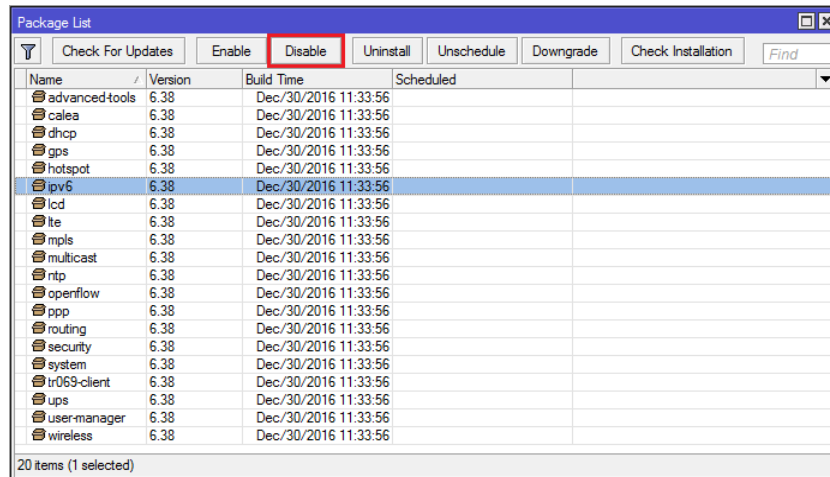 Package List
Check For Updates Enable Disable Uninstall Unschedule Downgrade Check Installation Find
Name / Version Build Time Scheduled
advanced-tools 6.38 Dec/30/2016 11:33:56
calea 6.38 Dec/30/2016 11:33:56
dhcp 6.38 Dec/30/2016 11:33:56
gps 6.38 Dec/30/2016 11:33:56
hotspot 6.38 Dec/30/2016 11:33:56
ipv6 6.38 Dec/30/2016 11:33:56
lcd 6.38 Dec/30/2016 11:33:56
lte 6.38 Dec/30/2016 11:33:56
mpls 6.38 Dec/30/2016 11:33:56
multicast 6.38 Dec/30/2016 11:33:56
ntp 6.38 Dec/30/2016 11:33:56
openflow 6.38 Dec/30/2016 11:33:56
ppp 6.38 Dec/30/2016 11:33:56
routing 6.38 Dec/30/2016 11:33:56
security 6.38 Dec/30/2016 11:33:56
system 6.38 Dec/30/2016 11:33:56
tr069-client 6.38 Dec/30/2016 11:33:56
ups 6.38 Dec/30/2016 11:33:56
user-manager 6.38 Dec/30/2016 11:33:56
wireless 6.38 Dec/30/2016 11:33:56
20 items (1 selected)